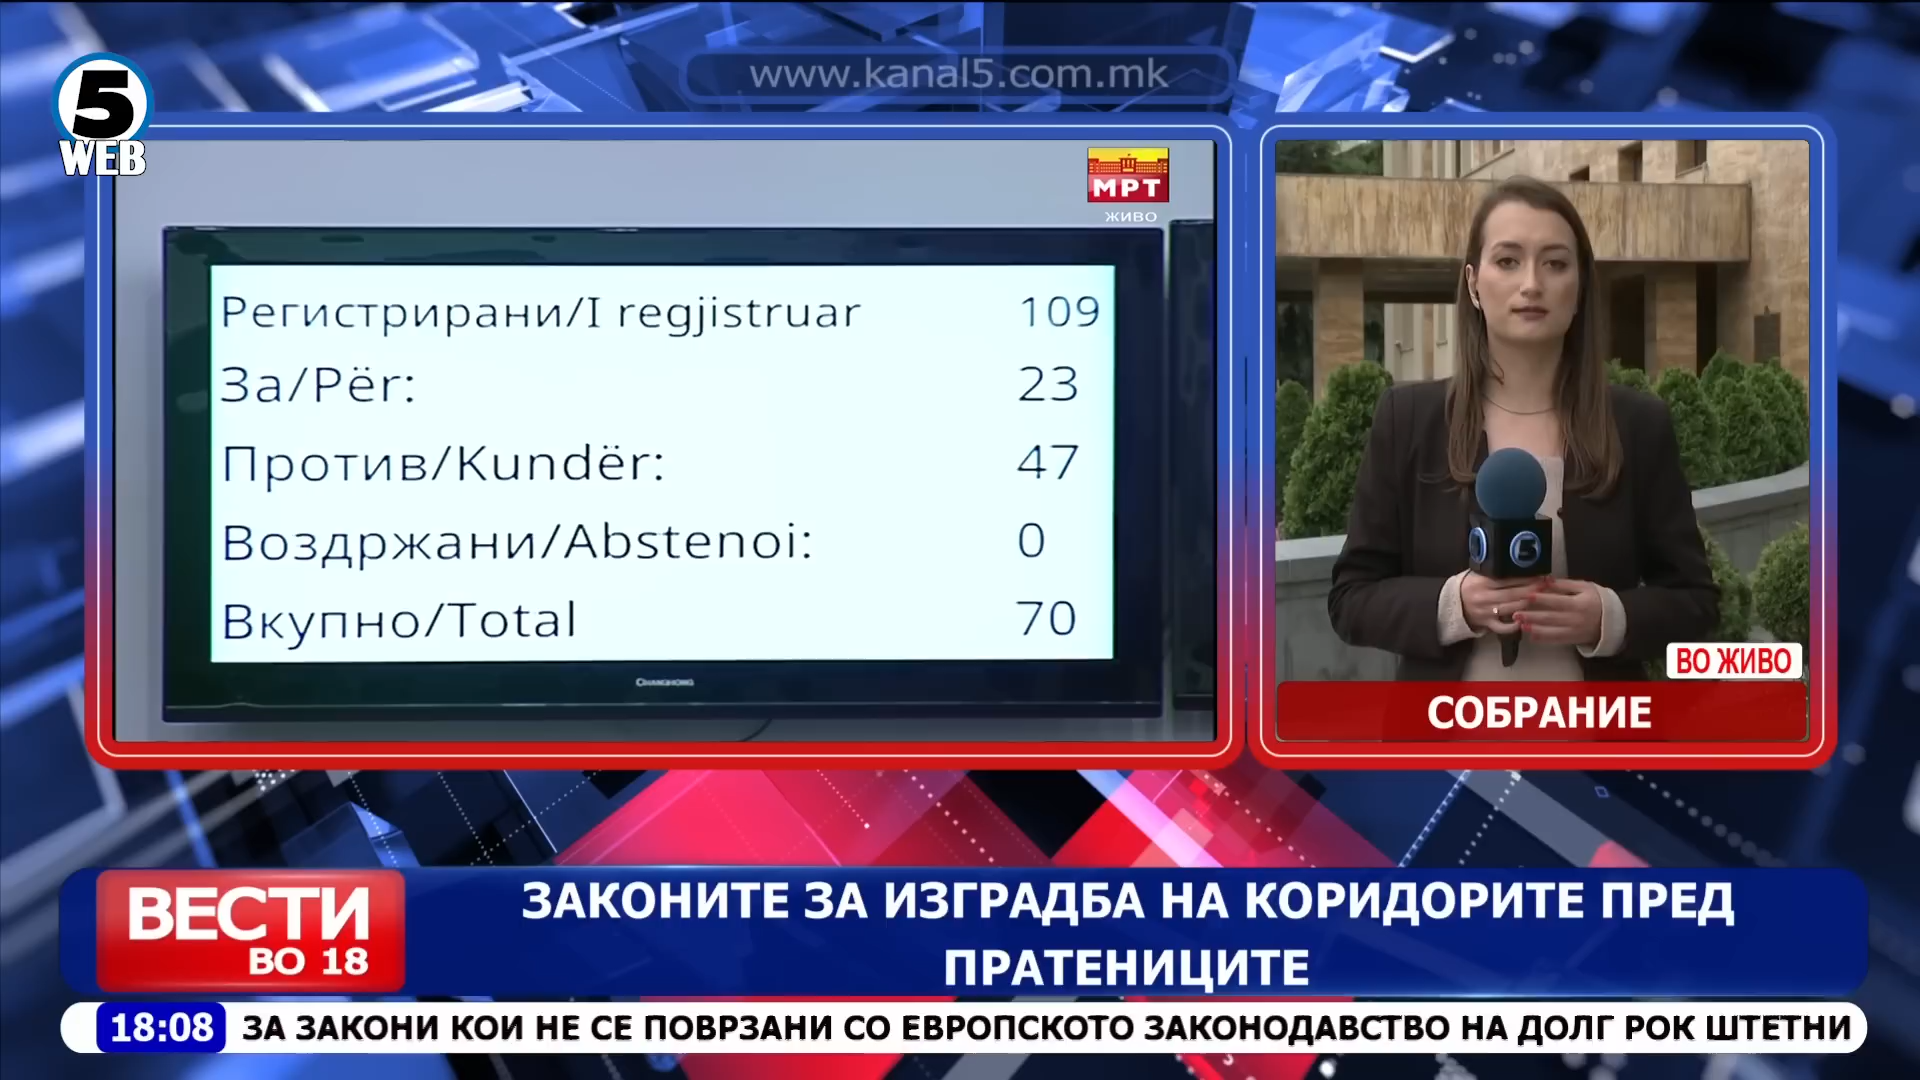 www.kanal5.com.mk
5
WEB
МРТ
ЖИВО
Регистрирани/I regjistruar 109
За/Për: 23
Против/Kundër: 47
Воздржани/Abstenoi: 0
Вкупно/Total 70
5
ВО ЖИВО
СОБРАНИЕ
ВЕСТИ
ВО 18
ЗАКОНИТЕ ЗА ИЗГРАДБА НА КОРИДОРИТЕ ПРЕД
ПРАТЕНИЦИТЕ
18:08 ЗА ЗАКОНИ КОИ НЕ СЕ ПОВРЗАНИ СО ЕВРОПСКОТО ЗАКОНОДАВСТВО НА ДОЛГ РОК ШТЕТНИ